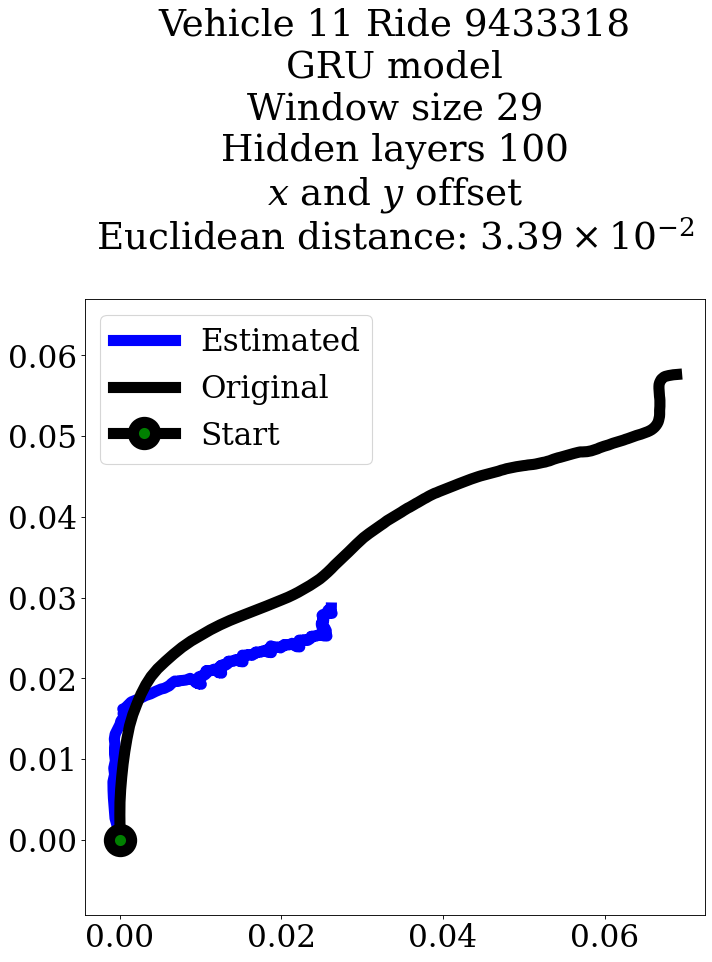 Vehicle 11 Ride 9433318
GRU model
Window size 29
Hidden layers 100
x and y offset
Euclidean distance: 3.39 × 10⁻²
Estimated
Original
Start
0.06
0.05
0.04
0.03
0.02
0.01
0.00
0.00 0.02 0.04 0.06